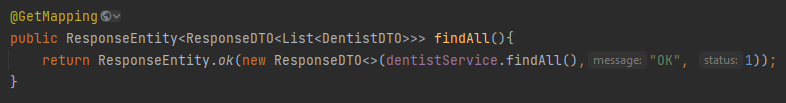 @GetMapping
public ResponseEntity<ResponseDTO<List<DentistDTO>>> findAll(){
return ResponseEntity.ok(new ResponseDTO<>(dentistService.findAll(), message: "OK", status: 1));
}